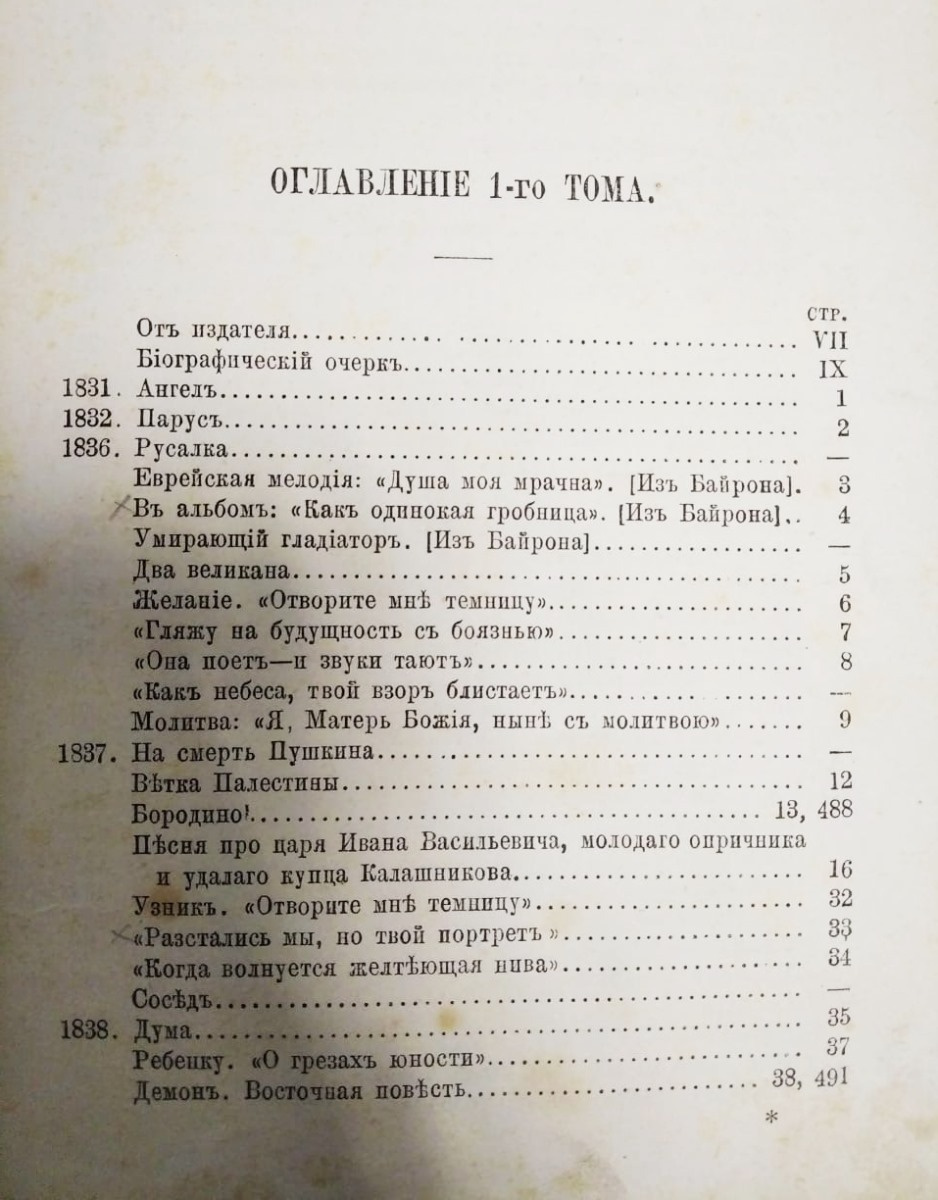 ОГЛАВЛЕНІЕ 1-го ТОМА.
СТР.
Отъ издателя.......... VII
Біографическій очеркъ.......... IX
1831. Ангелъ.......... 1
1832. Парусъ.......... 2
1836. Русалка.......... —
Еврейская мелодія: «Душа моя мрачна». [Изъ Байрона]. 3
Въ альбомъ: «Какъ одинокая гробница». [Изъ Байрона].. 4
Умирающій гладіаторъ. [Изъ Байрона].......... —
Два великана.......... 5
Желаніе. «Отворите мнѣ темницу».......... 6
«Гляжу на будущность съ боязнью».......... 7
«Она поетъ—и звуки таютъ».......... 8
«Какъ небеса, твой взоръ блистаетъ».......... —
Молитва: «Я, Матерь Божія, нынѣ съ молитвою»....... 9
1837. На смерть Пушкина.......... —
Вѣтка Палестины.......... 12
Бородино!.......... 13, 488
Пѣсня про царя Ивана Васильевича, молодаго опричника
и удалаго купца Калашникова.......... 16
Узникъ. «Отворите мнѣ темницу».......... 32
«Разстались мы, но твой портретъ».......... 33
«Когда волнуется желтѣющая нива».......... 34
Сосѣдъ.......... —
1838. Дума.......... 35
Ребенку. «О грезахъ юности».......... 37
Демонъ. Восточная повѣсть.......... 38, 491
*